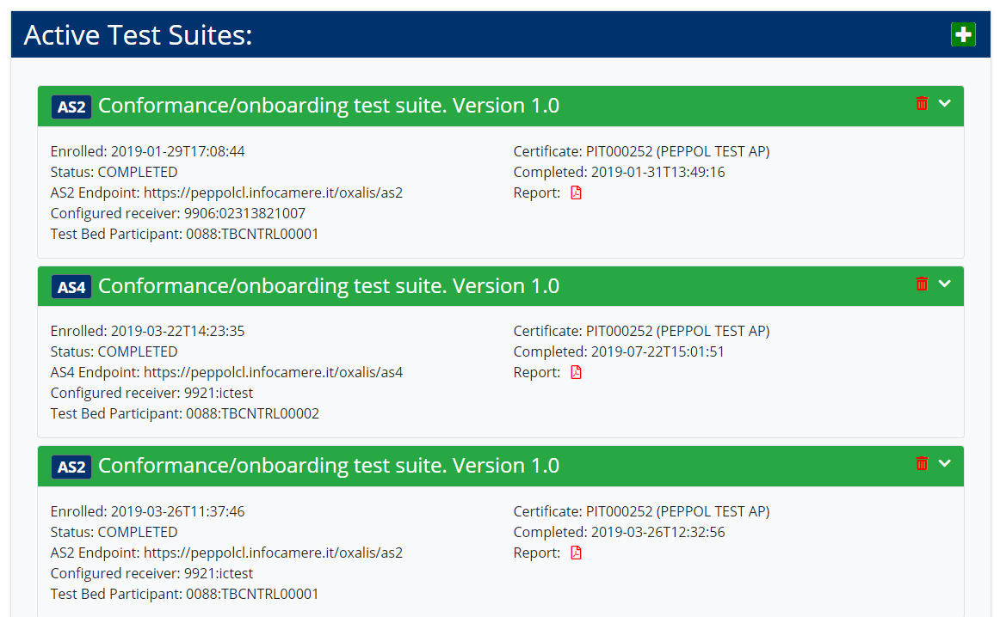 Active Test Suites:
AS2 Conformance/onboarding test suite. Version 1.0
Enrolled: 2019-01-29T17:08:44
Status: COMPLETED
AS2 Endpoint: https://peppolcl.infocamere.it/oxalis/as2
Configured receiver: 9906:02313821007
Test Bed Participant: 0088:TBCNTRL00001
Certificate: PIT000252 (PEPPOL TEST AP)
Completed: 2019-01-31T13:49:16
Report:
AS4 Conformance/onboarding test suite. Version 1.0
Enrolled: 2019-03-22T14:23:35
Status: COMPLETED
AS4 Endpoint: https://peppolcl.infocamere.it/oxalis/as4
Configured receiver: 9921:ictest
Test Bed Participant: 0088:TBCNTRL00002
Certificate: PIT000252 (PEPPOL TEST AP)
Completed: 2019-07-22T15:01:51
Report:
AS2 Conformance/onboarding test suite. Version 1.0
Enrolled: 2019-03-26T11:37:46
Status: COMPLETED
AS2 Endpoint: https://peppolcl.infocamere.it/oxalis/as2
Configured receiver: 9921:ictest
Test Bed Participant: 0088:TBCNTRL00001
Certificate: PIT000252 (PEPPOL TEST AP)
Completed: 2019-03-26T12:32:56
Report: